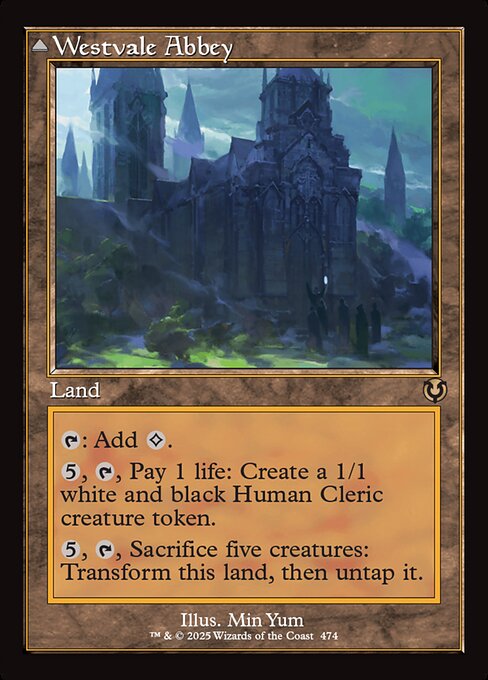 Westvale Abbey
Land
: Add .
5, , Pay 1 life: Create a 1/1
white and black Human Cleric
creature token.
5, , Sacrifice five creatures:
Transform this land, then untap it.
Illus. Min Yum
™ & © 2025 Wizards of the Coast 474